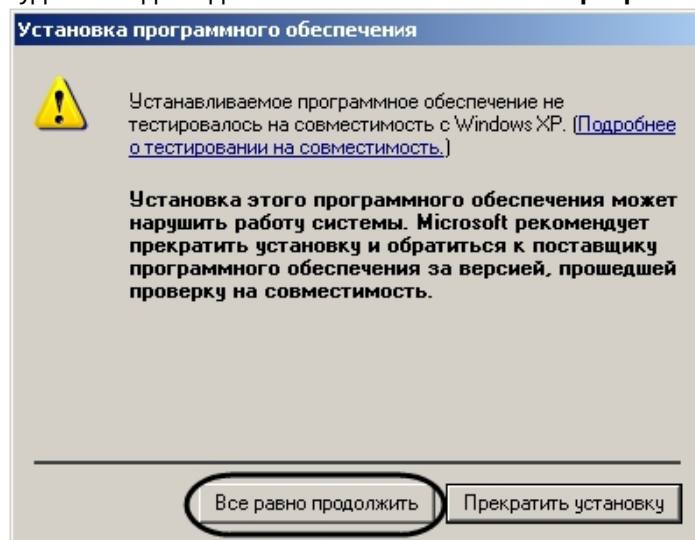 Установка программного обеспечения
Устанавливаемое программное обеспечение не
тестировалось на совместимость с Windows XP. (Подробнее
о тестировании на совместимость.)
Установка этого программного обеспечения может
нарушить работу системы. Microsoft рекомендует
прекратить установку и обратиться к поставщику
программного обеспечения за версией, прошедшей
проверку на совместимость.
Все равно продолжить
Прекратить установку